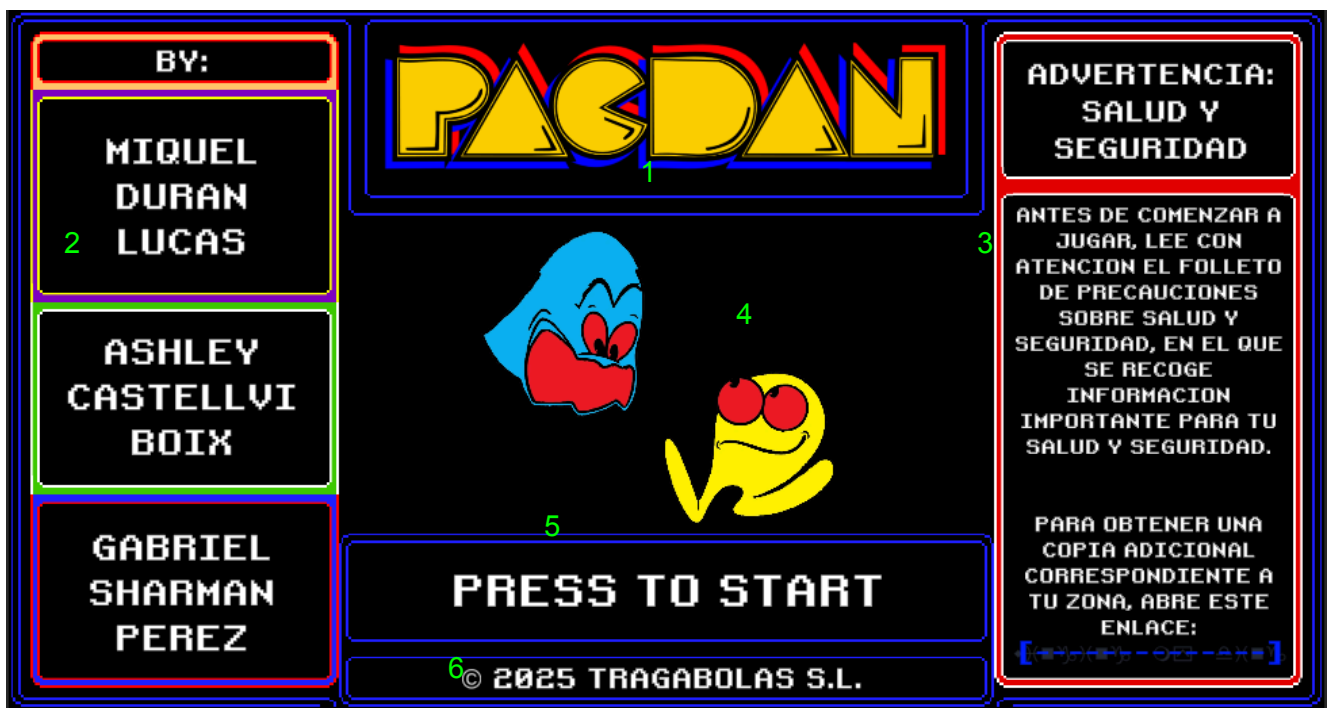 BY:
MIQUEL
DURAN
LUCAS
2
ASHLEY
CASTELLVI
BOIX
GABRIEL
SHARMAN
PEREZ
PACDAN
1
4
5
PRESS TO START
6
© 2025 TRAGABOLAS S.L.
3
ADVERTENCIA:
SALUD Y
SEGURIDAD
ANTES DE COMENZAR A
JUGAR, LEE CON
ATENCION EL FOLLETO
DE PRECAUCIONES
SOBRE SALUD Y
SEGURIDAD, EN EL QUE
SE RECOGE
INFORMACION
IMPORTANTE PARA TU
SALUD Y SEGURIDAD.
PARA OBTENER UNA
COPIA ADICIONAL
CORRESPONDIENTE A
TU ZONA, ABRE ESTE
ENLACE: